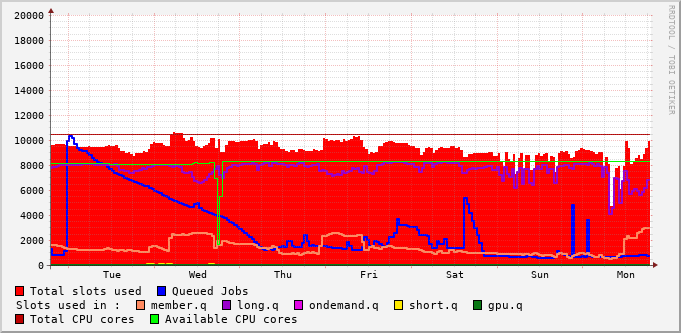 20000
18000
16000
14000
12000
10000
8000
6000
4000
2000
0
Tue Wed Thu Fri Sat Sun Mon
RRDTOOL / TOBI OETIKER
Total slots used Queued Jobs
Slots used in : member.q long.q ondemand.q short.q gpu.q
Total CPU cores Available CPU cores